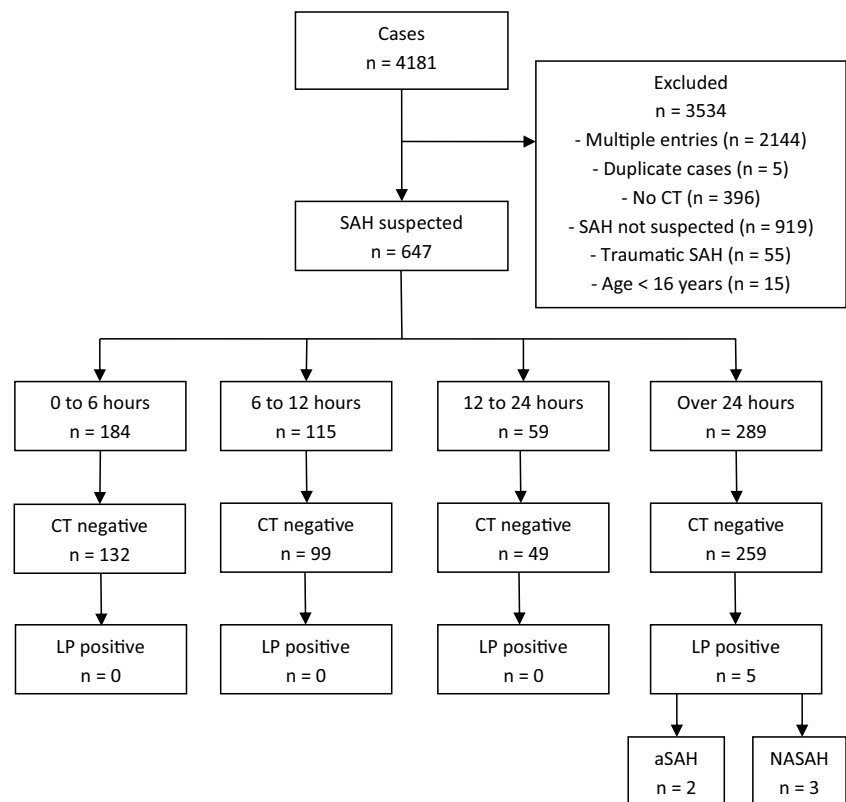 Cases
n = 4181
Excluded
n = 3534
- Multiple entries (n = 2144)
- Duplicate cases (n = 5)
- No CT (n = 396)
- SAH not suspected (n = 919)
- Traumatic SAH (n = 55)
- Age < 16 years (n = 15)
SAH suspected
n = 647
0 to 6 hours
n = 184
6 to 12 hours
n = 115
12 to 24 hours
n = 59
Over 24 hours
n = 289
CT negative
n = 132
CT negative
n = 99
CT negative
n = 49
CT negative
n = 259
LP positive
n = 0
LP positive
n = 0
LP positive
n = 0
LP positive
n = 5
aSAH
n = 2
NASAH
n = 3